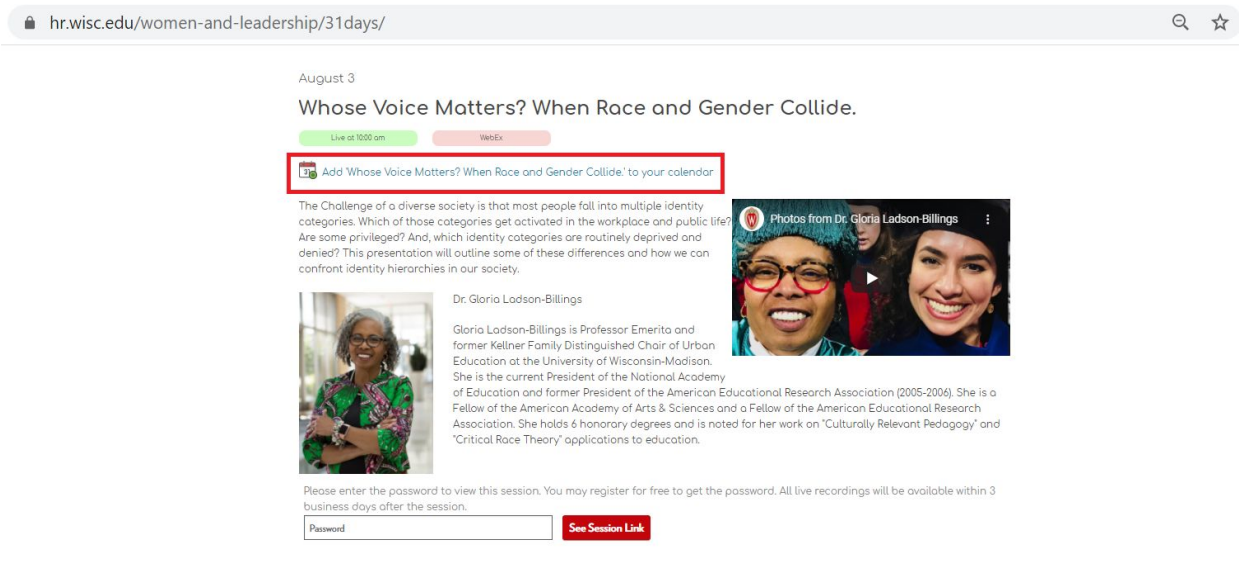 hr.wisc.edu/women-and-leadership/31days/
August 3
Whose Voice Matters? When Race and Gender Collide.
Live at 10:00 am
WebEx
31
Add 'Whose Voice Matters? When Race and Gender Collide.' to your calendar
The Challenge of a diverse society is that most people fall into multiple identity
categories. Which of those categories get activated in the workplace and public life?
Are some privileged? And, which identity categories are routinely deprived and
denied? This presentation will outline some of these differences and how we can
confront identity hierarchies in our society.
W
Photos from Dr. Gloria Ladson-Billings
Dr. Gloria Ladson-Billings
Gloria Ladson-Billings is Professor Emerita and
former Kellner Family Distinguished Chair of Urban
Education at the University of Wisconsin-Madison.
She is the current President of the National Academy
of Education and former President of the American Educational Research Association (2005-2006). She is a
Fellow of the American Academy of Arts & Sciences and a Fellow of the American Educational Research
Association. She holds 6 honorary degrees and is noted for her work on "Culturally Relevant Pedagogy" and
"Critical Race Theory" applications to education.
Please enter the password to view this session. You may register for free to get the password. All live recordings will be available within 3
business days after the session.
Password
See Session Link